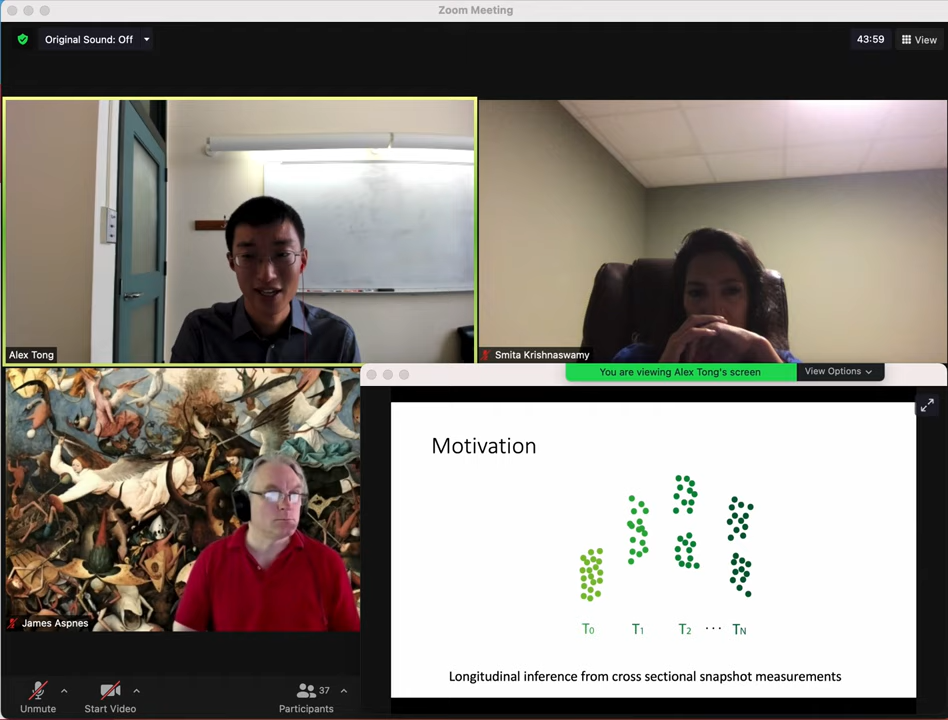 Zoom Meeting
Original Sound: Off
43:59
View
Alex Tong
Smita Krishnaswamy
You are viewing Alex Tong's screen
View Options
Motivation
T0 T1 T2 ··· TN
Longitudinal inference from cross sectional snapshot measurements
James Aspnes
Unmute
Start Video
37
Participants